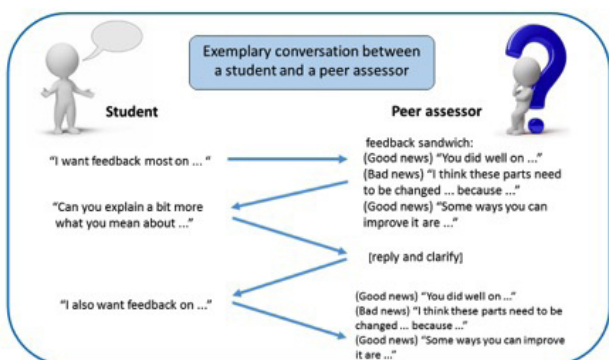 Exemplary conversation between
a student and a peer assessor
Student
Peer assessor
"I want feedback most on ... "
feedback sandwich:
(Good news) "You did well on ..."
(Bad news) "I think these parts need
to be changed ... because ..."
(Good news) "Some ways you can
improve it are ..."
"Can you explain a bit more
what you mean about ..."
[reply and clarify]
"I also want feedback on ..."
(Good news) "You did well on ..."
(Bad news) "I think these parts need to be
changed ... because ..."
(Good news) "Some ways you can improve
it are ..."